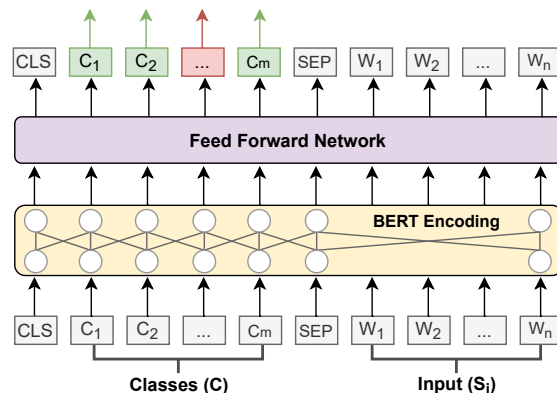 CLS C1 C2 ... Cm SEP W1 W2 ... Wn
Feed Forward Network
BERT Encoding
CLS C1 C2 ... Cm SEP W1 W2 ... Wn
Classes (C) Input (Si)